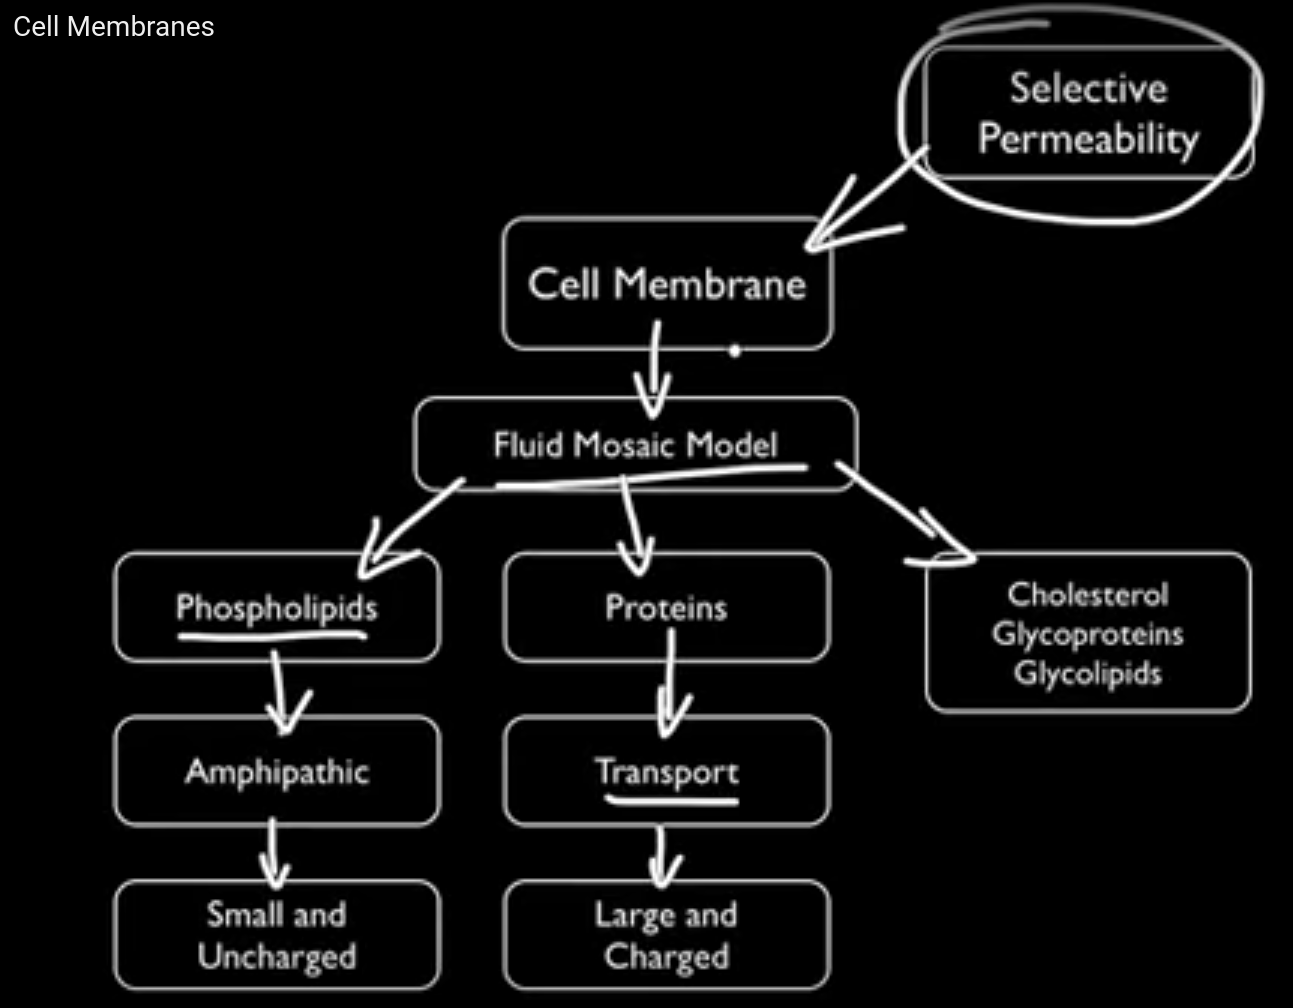 Cell Membranes
Selective
Permeability
Cell Membrane
Fluid Mosaic Model
Phospholipids
Proteins
Cholesterol
Glycoproteins
Glycolipids
Amphipathic
Transport
Small and
Uncharged
Large and
Charged